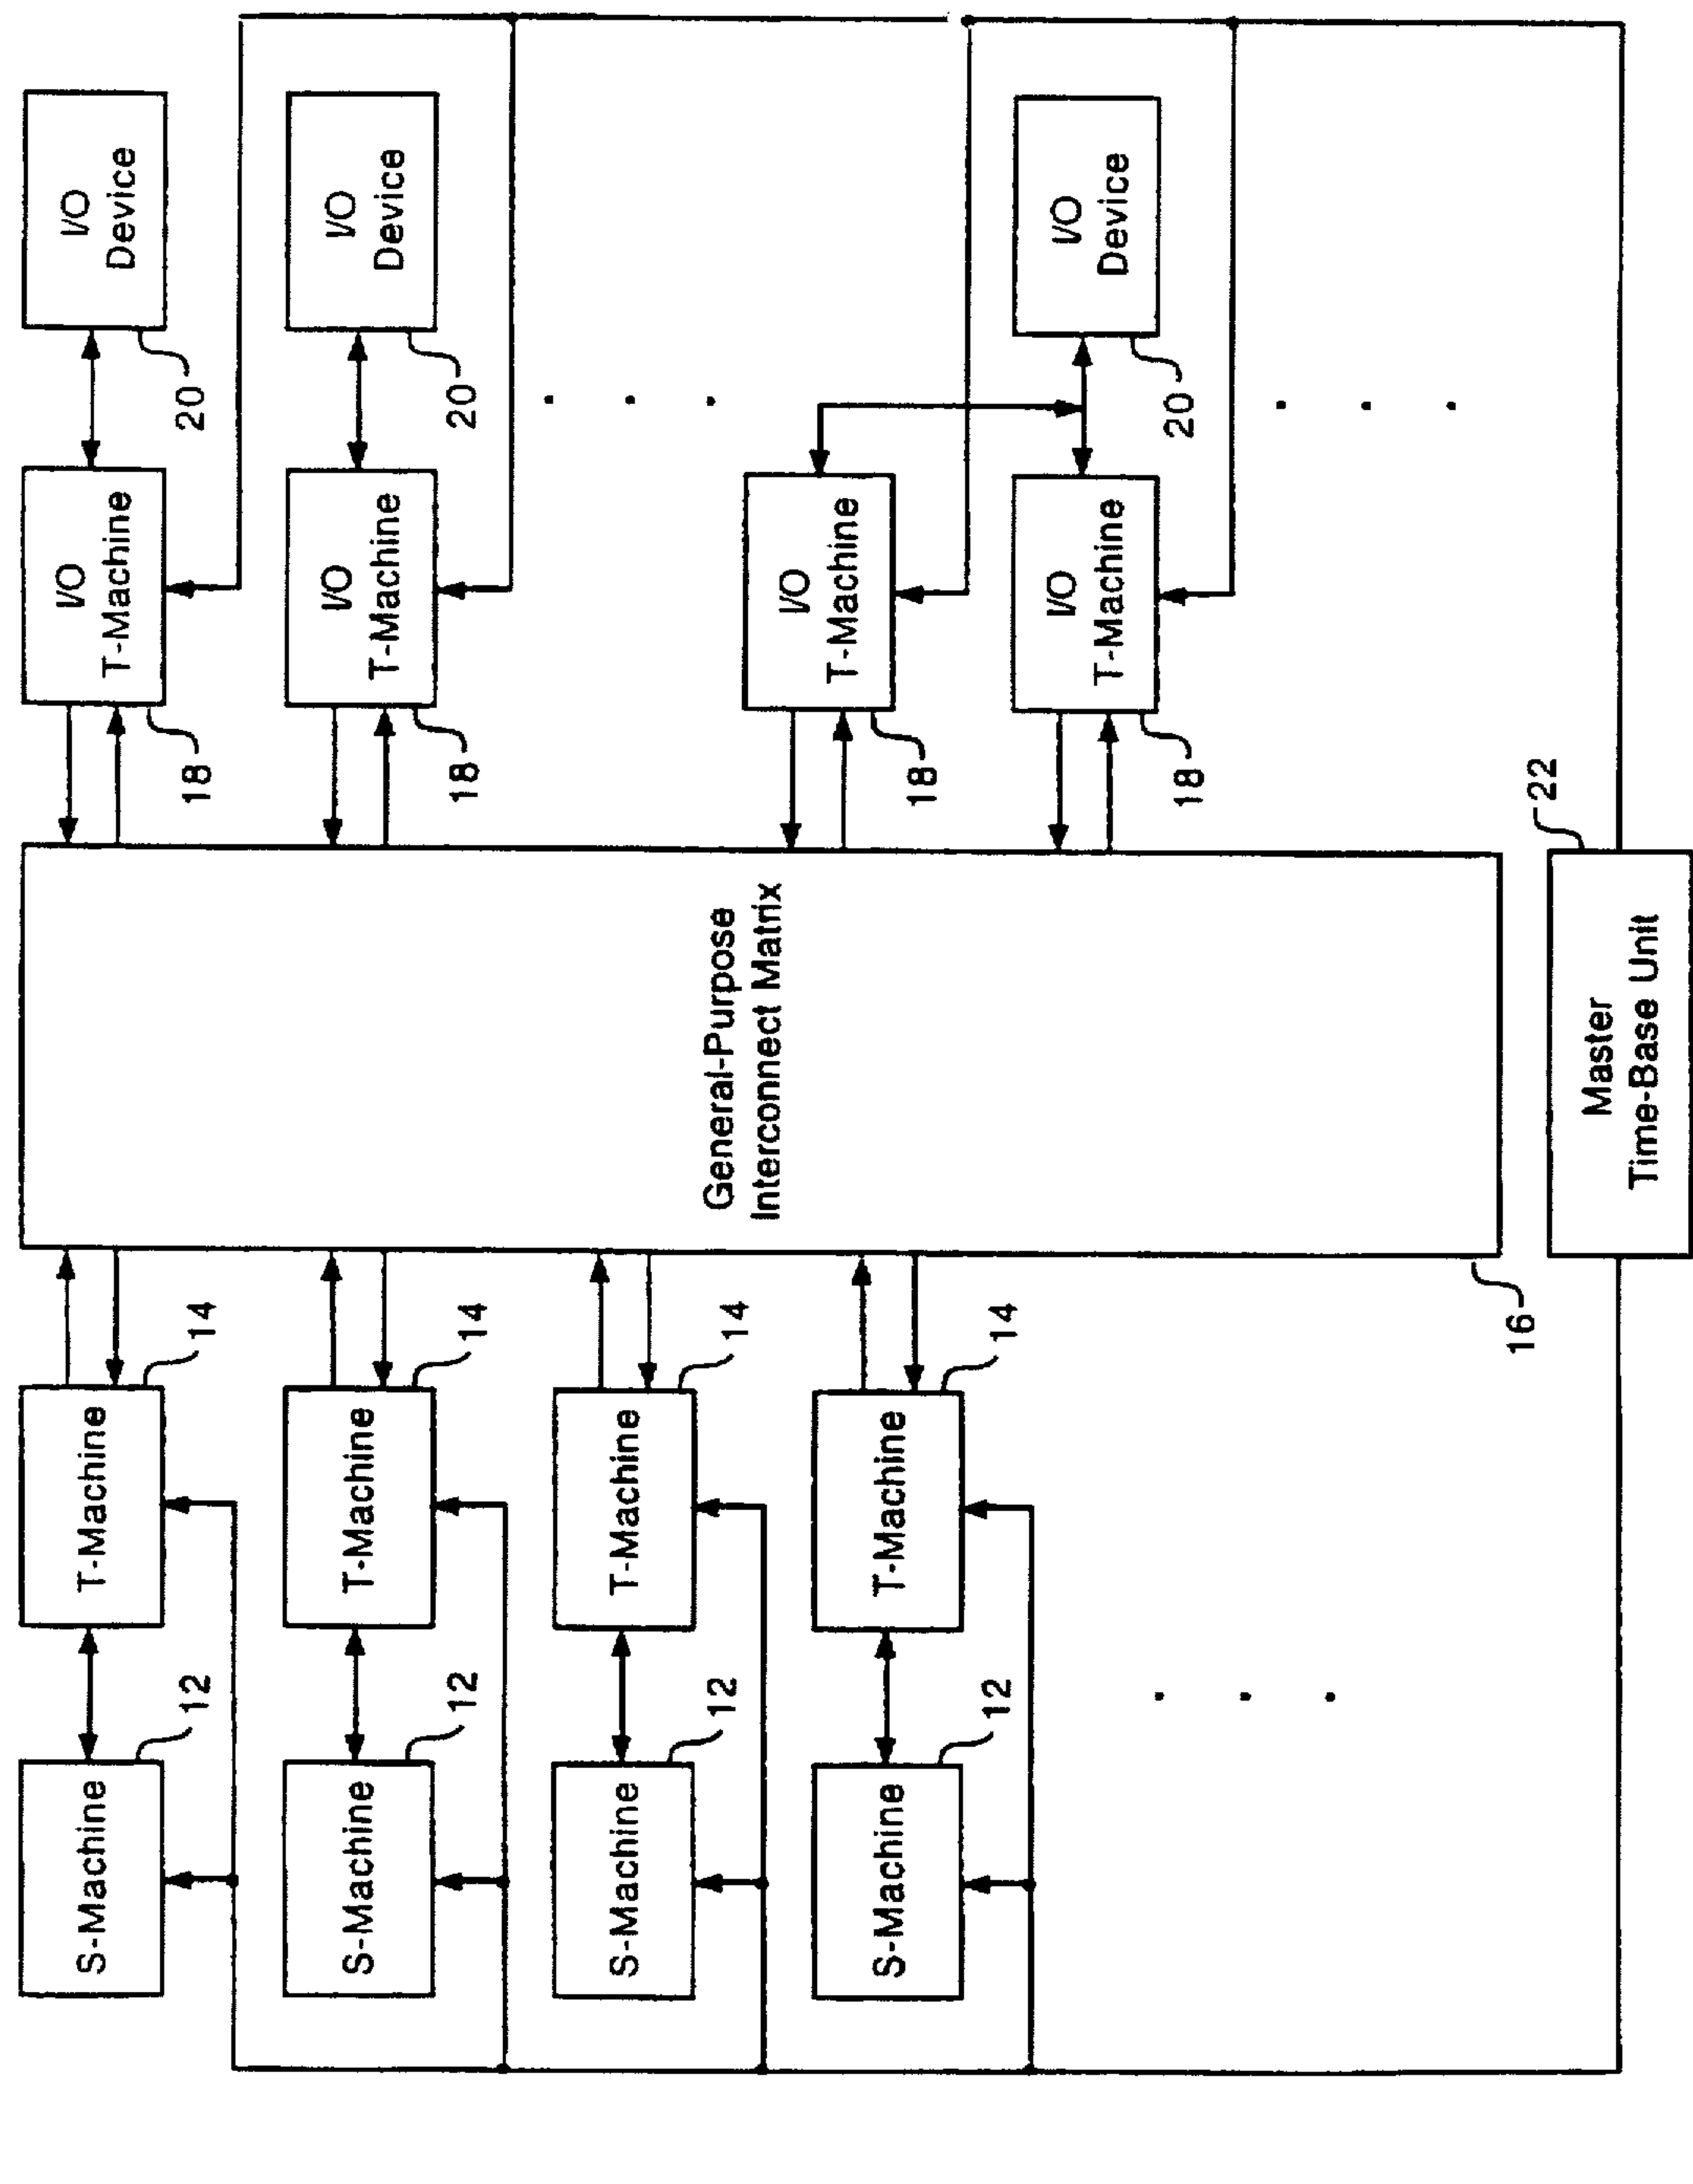 S-Machine
12
T-Machine
14
I/O
T-Machine
18
I/O
Device
20
S-Machine
12
T-Machine
14
I/O
T-Machine
18
I/O
Device
20
S-Machine
12
T-Machine
14
General-Purpose
Interconnect Matrix
16
I/O
T-Machine
18
S-Machine
12
T-Machine
14
I/O
T-Machine
18
I/O
Device
20
Master
Time-Base Unit
22